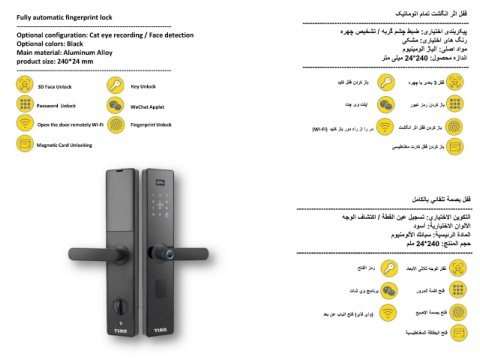 Fully automatic fingerprint lock
Optional configuration: Cat eye recording / Face detection
Optional colors: Black
Main material: Aluminum Alloy
product size: 240*24 mm
3D Face Unlock
Key Unlock
Password Unlock
WeChat Applet
Open the door remotely Wi-Fi
Fingerprint Unlock
Magnetic Card Unlocking
TIBB
TIBB
قفل اثر انگشت تمام اتوماتیک
پیکربندی اختیاری: ضبط چشم گربه / تشخیص چهره
رنگ های اختیاری: مشکی
مواد اصلی: آلیاژ آلومینیوم
اندازه محصول: 240*24 میلی متر
قفل 3 بعدی با چهره
باز کردن قفل کلید
باز کردن رمز عبور
اپلت وی چت
باز کردن قفل اثر انگشت
در را از راه دور باز کنید (Wi-Fi)
باز کردن قفل کارت مغناطیسی
قفل بصمة تلقائي بالكامل
التكوين الاختياري: تسجيل عين القطة / اكتشاف الوجه
الألوان الاختيارية: أسود
المادة الرئيسية: سبائك الألومنيوم
حجم المنتج: 240*24 ملم
قفل الوجه ثلاثي الابعاد
رمز الفتح
فتح كلمة المرور
برنامج وي شات
فتح بصمة الاصبع
(واي فاي) فتح الباب عن بعد
فتح البطاقة المغناطيسية